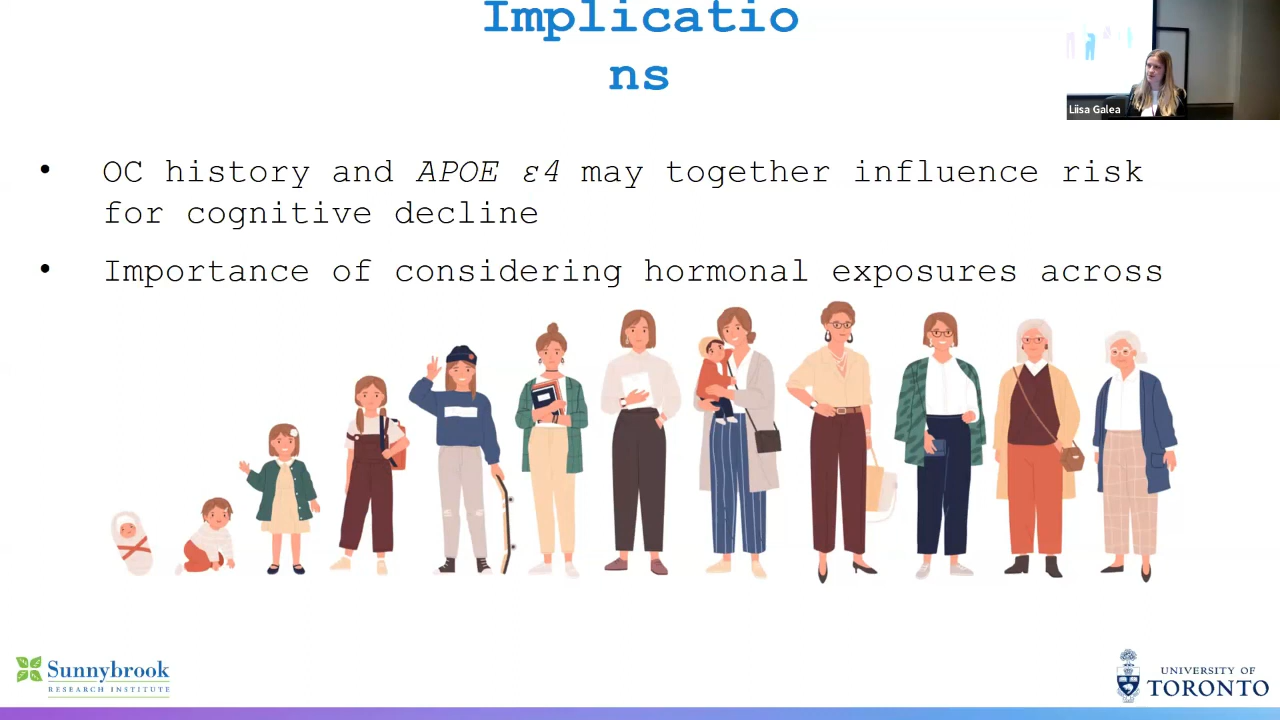 Implicatio
ns
Liisa Galea
• OC history and APOE ε4 may together influence risk
for cognitive decline
• Importance of considering hormonal exposures across
Sunnybrook
RESEARCH INSTITUTE
UNIVERSITY OF
TORONTO